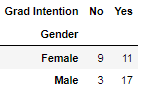 Grad Intention No Yes
Gender
Female 9 11
Male 3 17